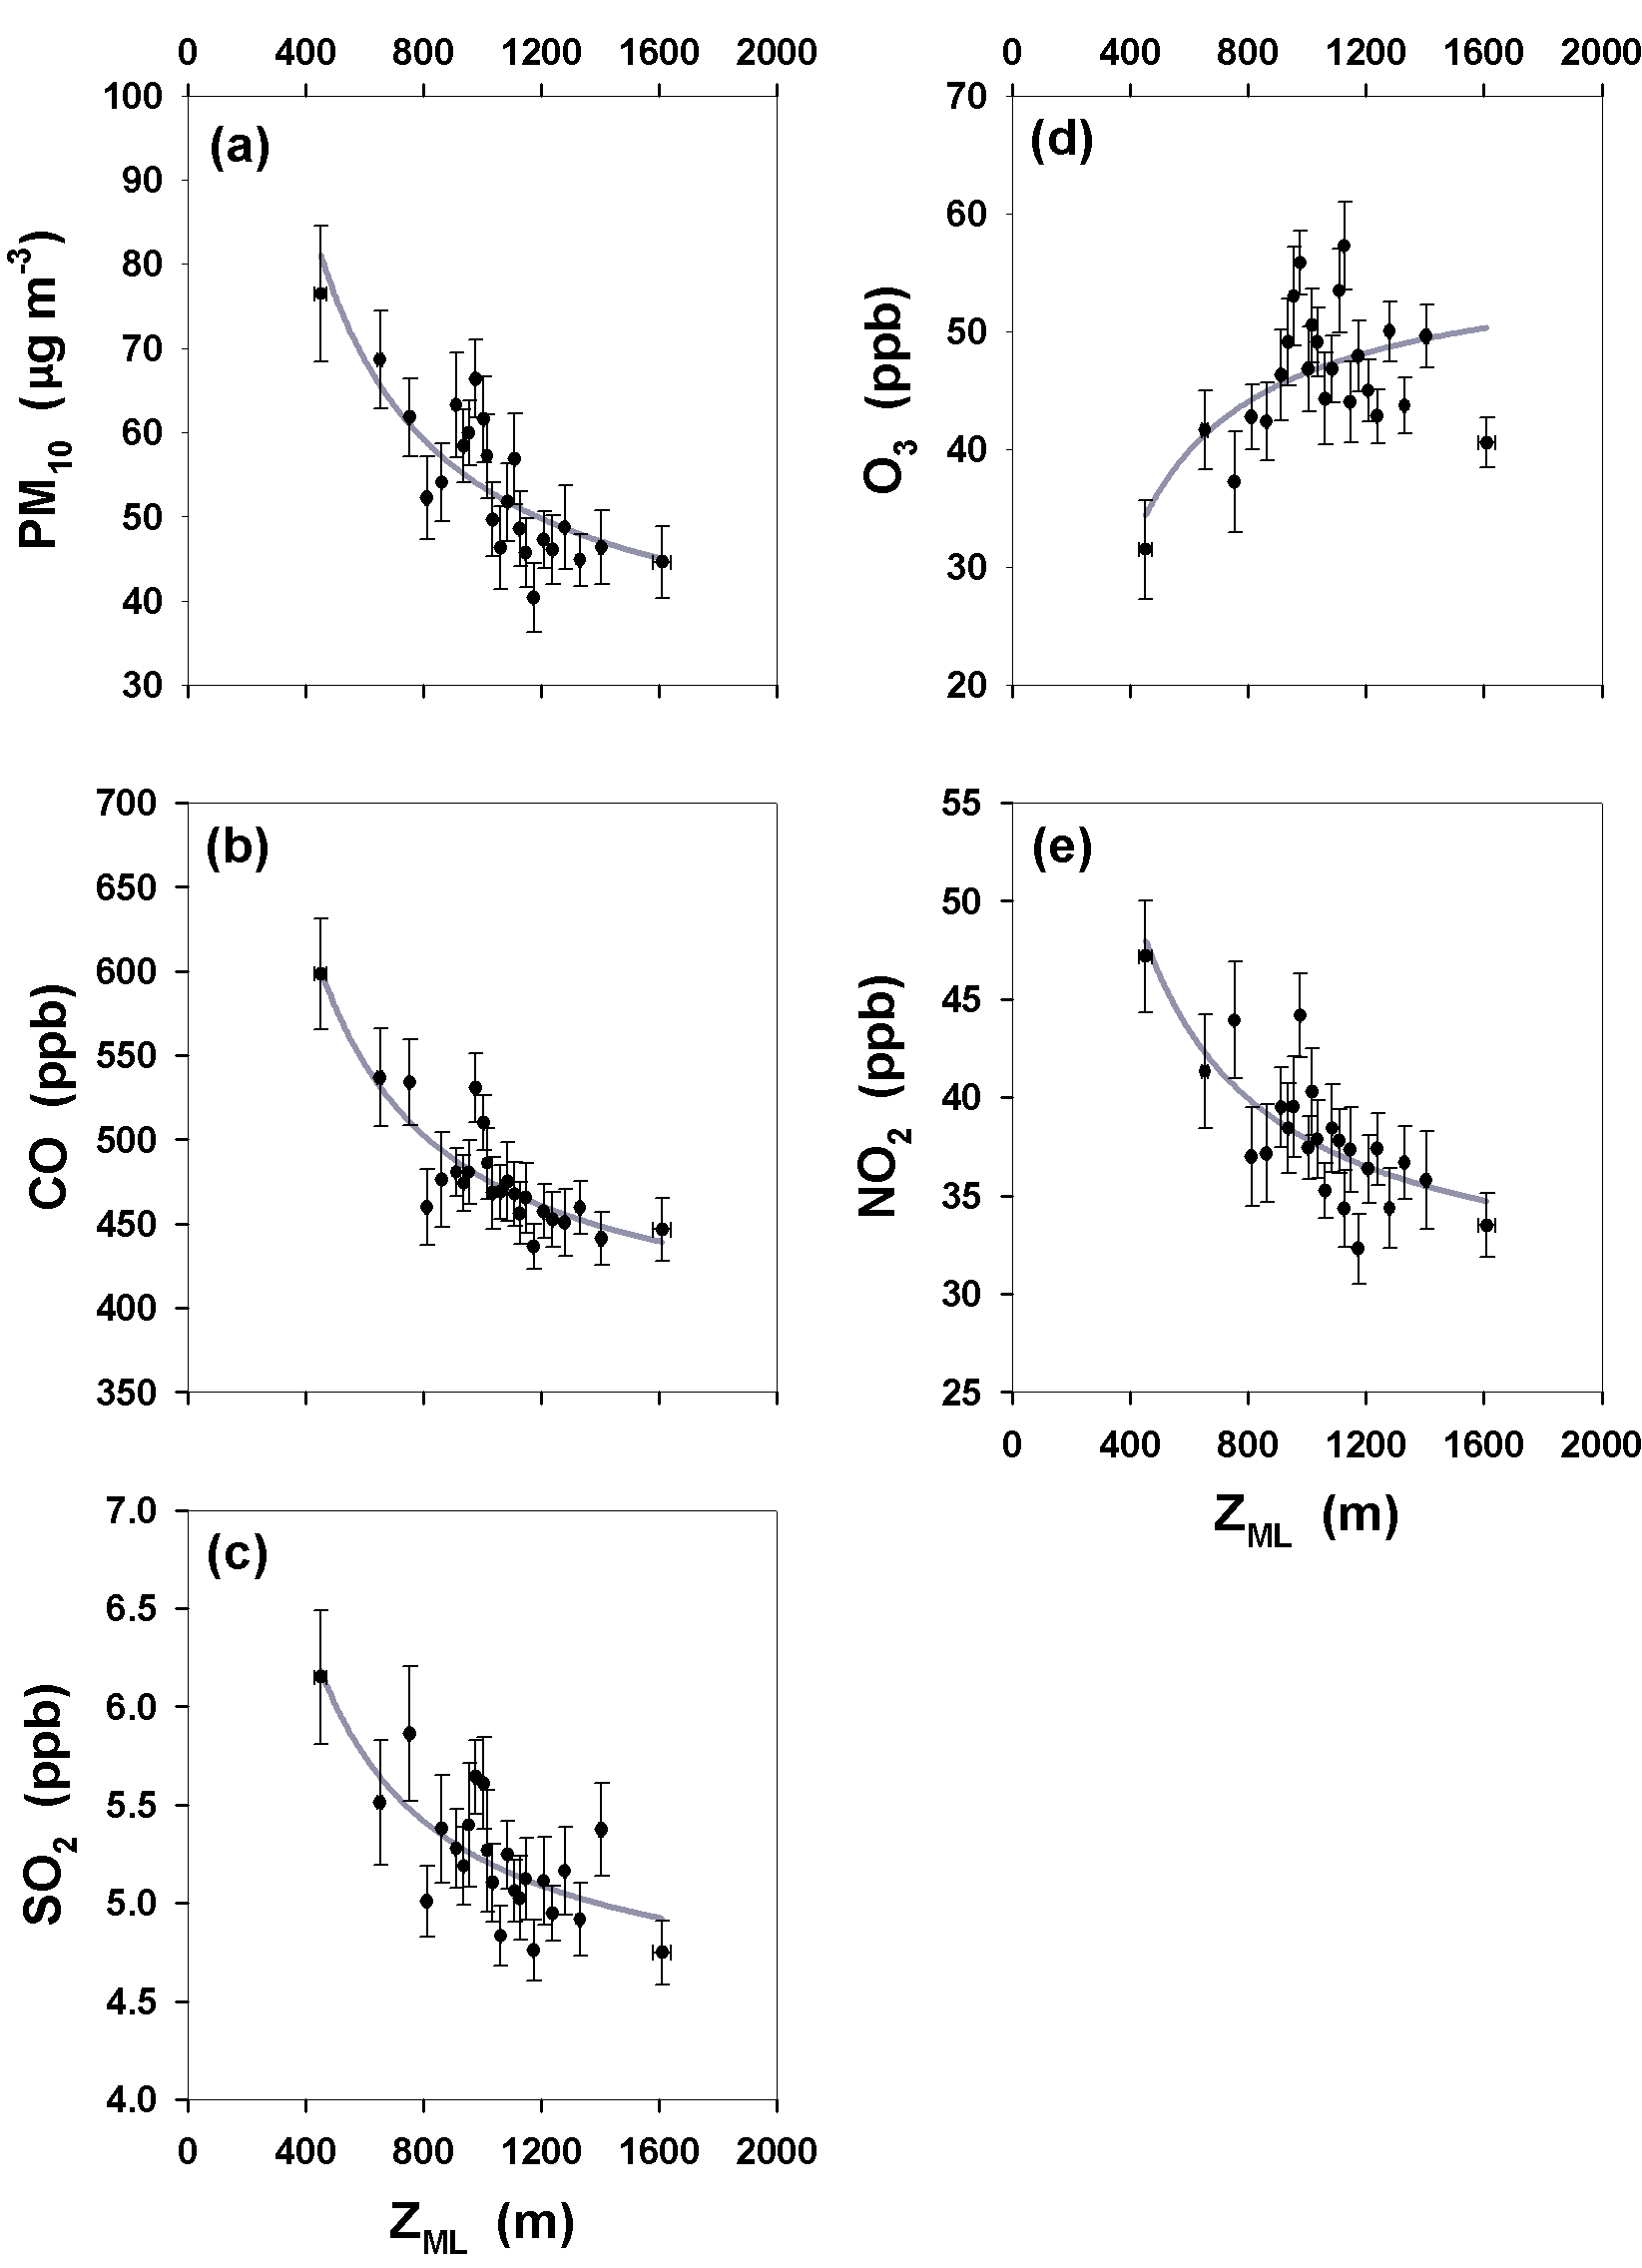 0 400 800 1200 1600 2000
100
90
80
70
60
50
40
30
(a)
PM10 (µg m-3)
0 400 800 1200 1600 2000
70
60
50
40
30
20
(d)
O3 (ppb)
700
650
600
550
500
450
400
350
(b)
CO (ppb)
55
50
45
40
35
30
25
(e)
NO2 (ppb)
0 400 800 1200 1600 2000
ZML (m)
7.0
6.5
6.0
5.5
5.0
4.5
4.0
(c)
SO2 (ppb)
0 400 800 1200 1600 2000
ZML (m)